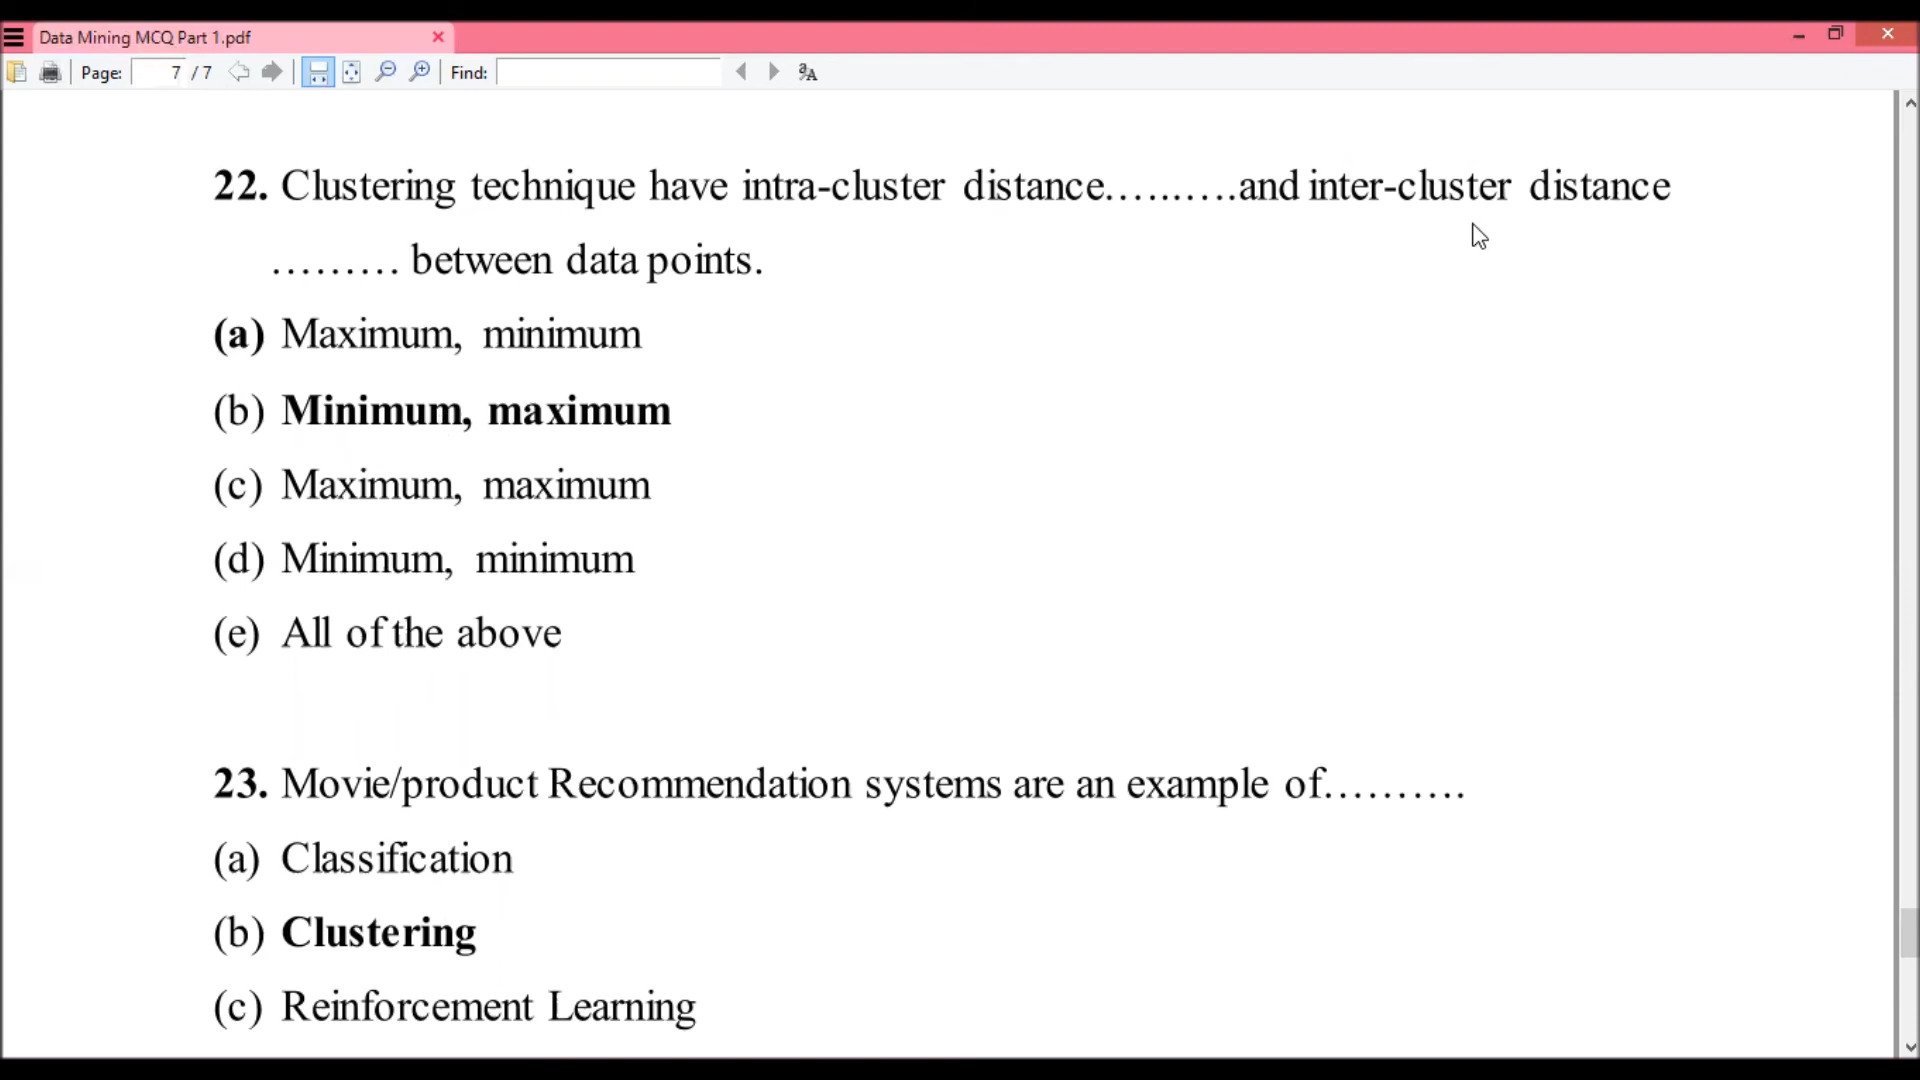 Data Mining MCQ Part 1.pdf
Page: 7 / 7 Find:
22. Clustering technique have intra-cluster distance……….and inter-cluster distance
……… between data points.
(a) Maximum, minimum
(b) Minimum, maximum
(c) Maximum, maximum
(d) Minimum, minimum
(e) All of the above
23. Movie/product Recommendation systems are an example of……….
(a) Classification
(b) Clustering
(c) Reinforcement Learning